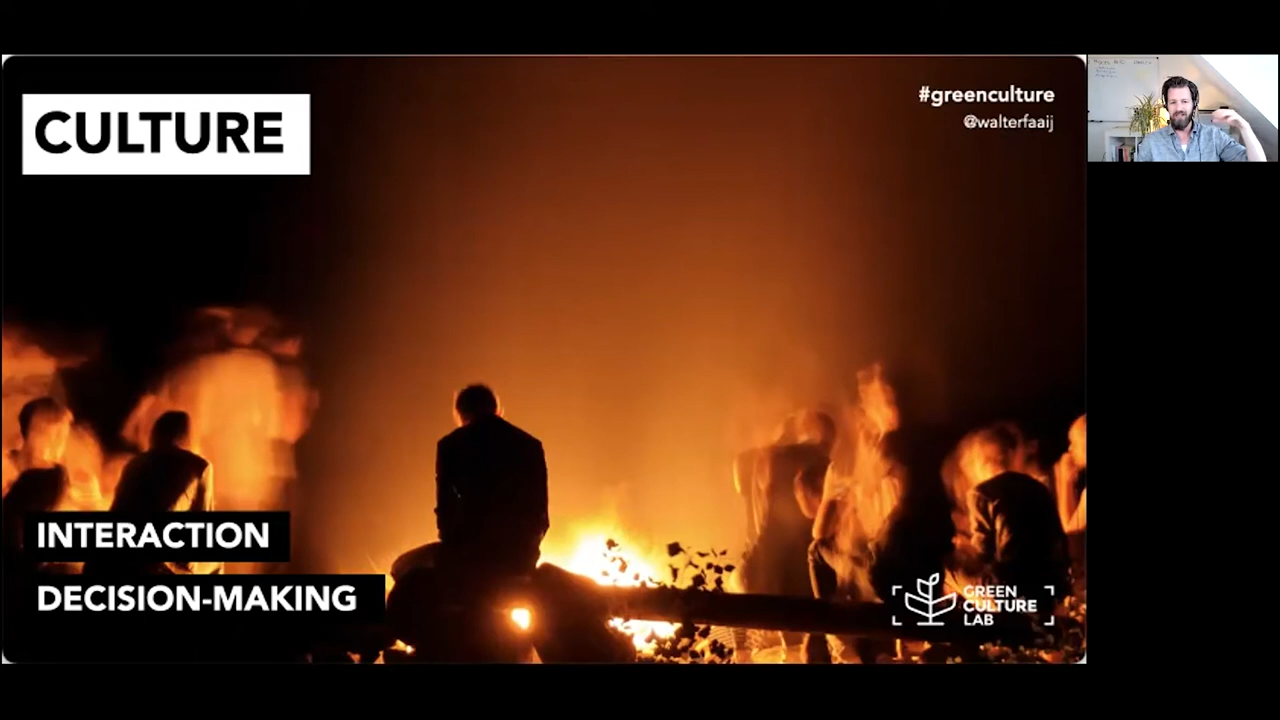 CULTURE
#greenculture
@walterfaaij
INTERACTION
DECISION-MAKING
GREEN
CULTURE
LAB